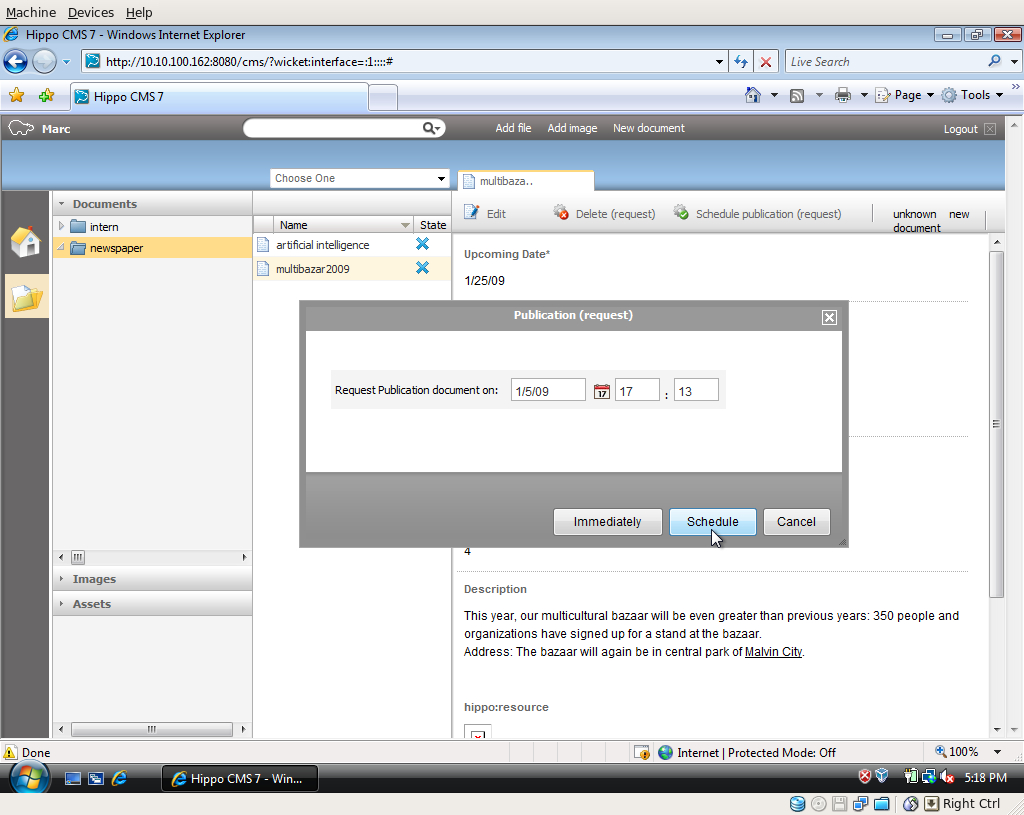 Machine Devices Help
Hippo CMS 7 - Windows Internet Explorer
http://10.10.100.162:8080/cms/?wicket:interface=:1::::#
Live Search
Hippo CMS 7
Page Tools
Marc
Add file Add image New document
Logout
Choose One
multibaza..
Documents
Edit
Delete (request)
Schedule publication (request)
unknown document
new
intern
newspaper
Name State
artificial intelligence
multibazar2009
Upcoming Date*
1/25/09
Publication (request)
Request Publication document on: 1/5/09 17 17 : 13
Immediately Schedule Cancel
4
Images
Assets
Description
This year, our multicultural bazaar will be even greater than previous years: 350 people and
organizations have signed up for a stand at the bazaar.
Address: The bazaar will again be in central park of Malvin City.
hippo:resource
Done
Internet | Protected Mode: Off
100%
Hippo CMS 7 - Win...
5:18 PM
Right Ctrl